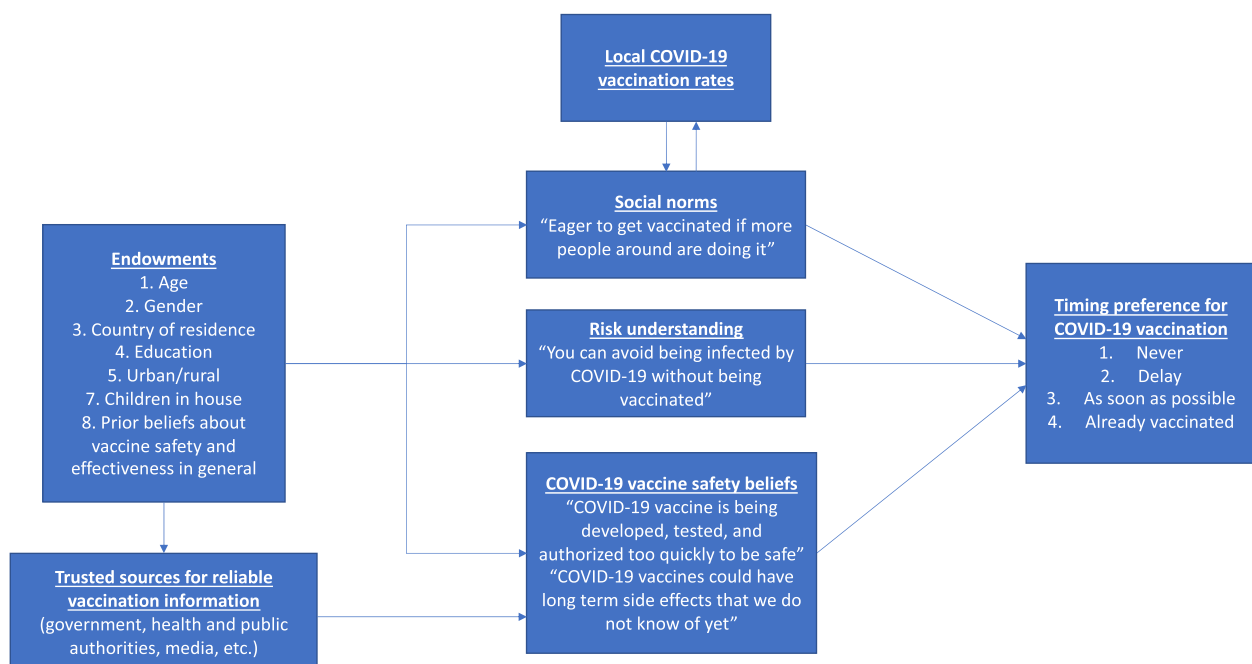 Local COVID-19
vaccination rates
Social norms
“Eager to get vaccinated if more
people around are doing it”
Endowments
1. Age
2. Gender
3. Country of residence
4. Education
5. Urban/rural
7. Children in house
8. Prior beliefs about
vaccine safety and
effectiveness in general
Risk understanding
“You can avoid being infected by
COVID-19 without being
vaccinated”
Timing preference for
COVID-19 vaccination
1. Never
2. Delay
3. As soon as possible
4. Already vaccinated
COVID-19 vaccine safety beliefs
“COVID-19 vaccine is being
developed, tested, and
authorized too quickly to be safe”
“COVID-19 vaccines could have
long term side effects that we do
not know of yet”
Trusted sources for reliable
vaccination information
(government, health and public
authorities, media, etc.)